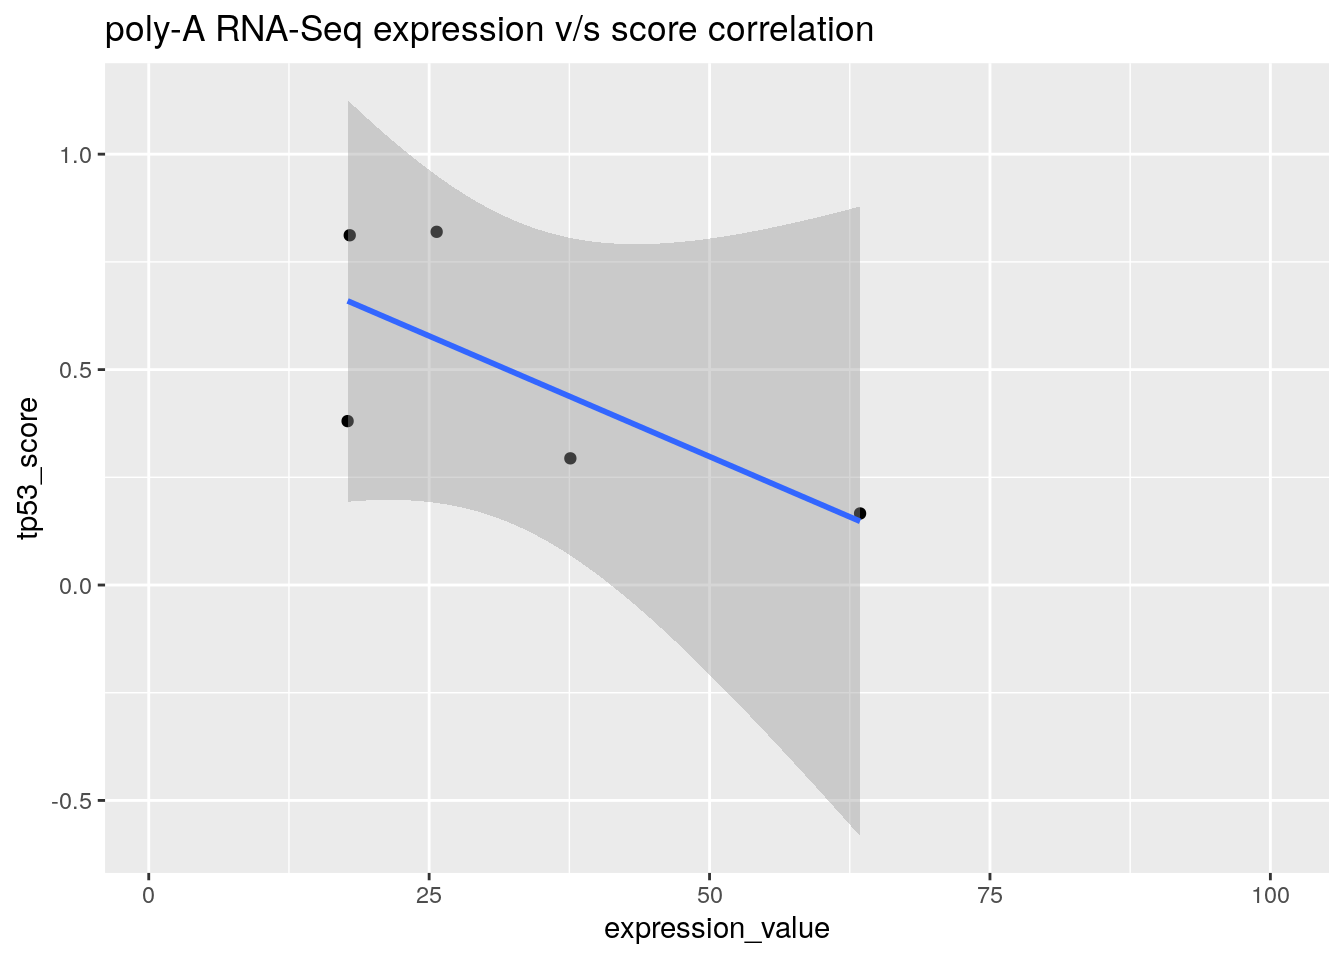 poly-A RNA-Seq expression v/s score correlation
1.0
0.5
0.0
-0.5
tp53_score
0 25 50 75 100
expression_value